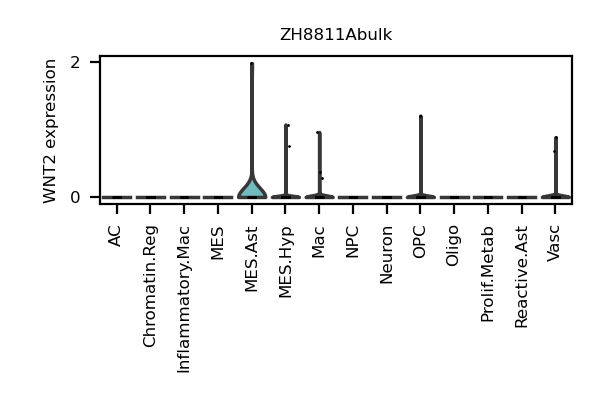 ZH8811Abulk
WNT2 expression
2
0
AC
Chromatin.Reg
Inflammatory.Mac
MES
MES.Ast
MES.Hyp
Mac
NPC
Neuron
OPC
Oligo
Prolif.Metab
Reactive.Ast
Vasc